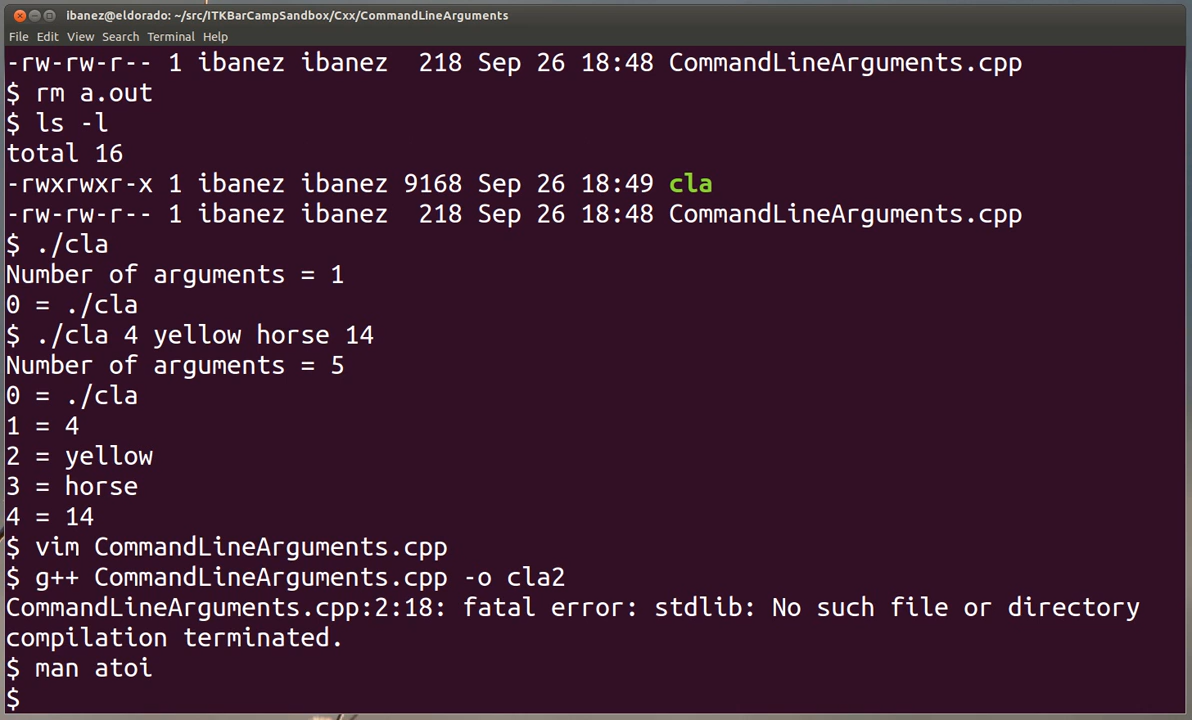 ibanez@eldorado: ~/src/ITKBarCampSandbox/Cxx/CommandLineArguments
File Edit View Search Terminal Help
-rw-rw-r-- 1 ibanez ibanez  218 Sep 26 18:48 CommandLineArguments.cpp
$ rm a.out
$ ls -l
total 16
-rwxrwxr-x 1 ibanez ibanez 9168 Sep 26 18:49 cla
-rw-rw-r-- 1 ibanez ibanez  218 Sep 26 18:48 CommandLineArguments.cpp
$ ./cla
Number of arguments = 1
0 = ./cla
$ ./cla 4 yellow horse 14
Number of arguments = 5
0 = ./cla
1 = 4
2 = yellow
3 = horse
4 = 14
$ vim CommandLineArguments.cpp
$ g++ CommandLineArguments.cpp -o cla2
CommandLineArguments.cpp:2:18: fatal error: stdlib: No such file or directory
compilation terminated.
$ man atoi
$